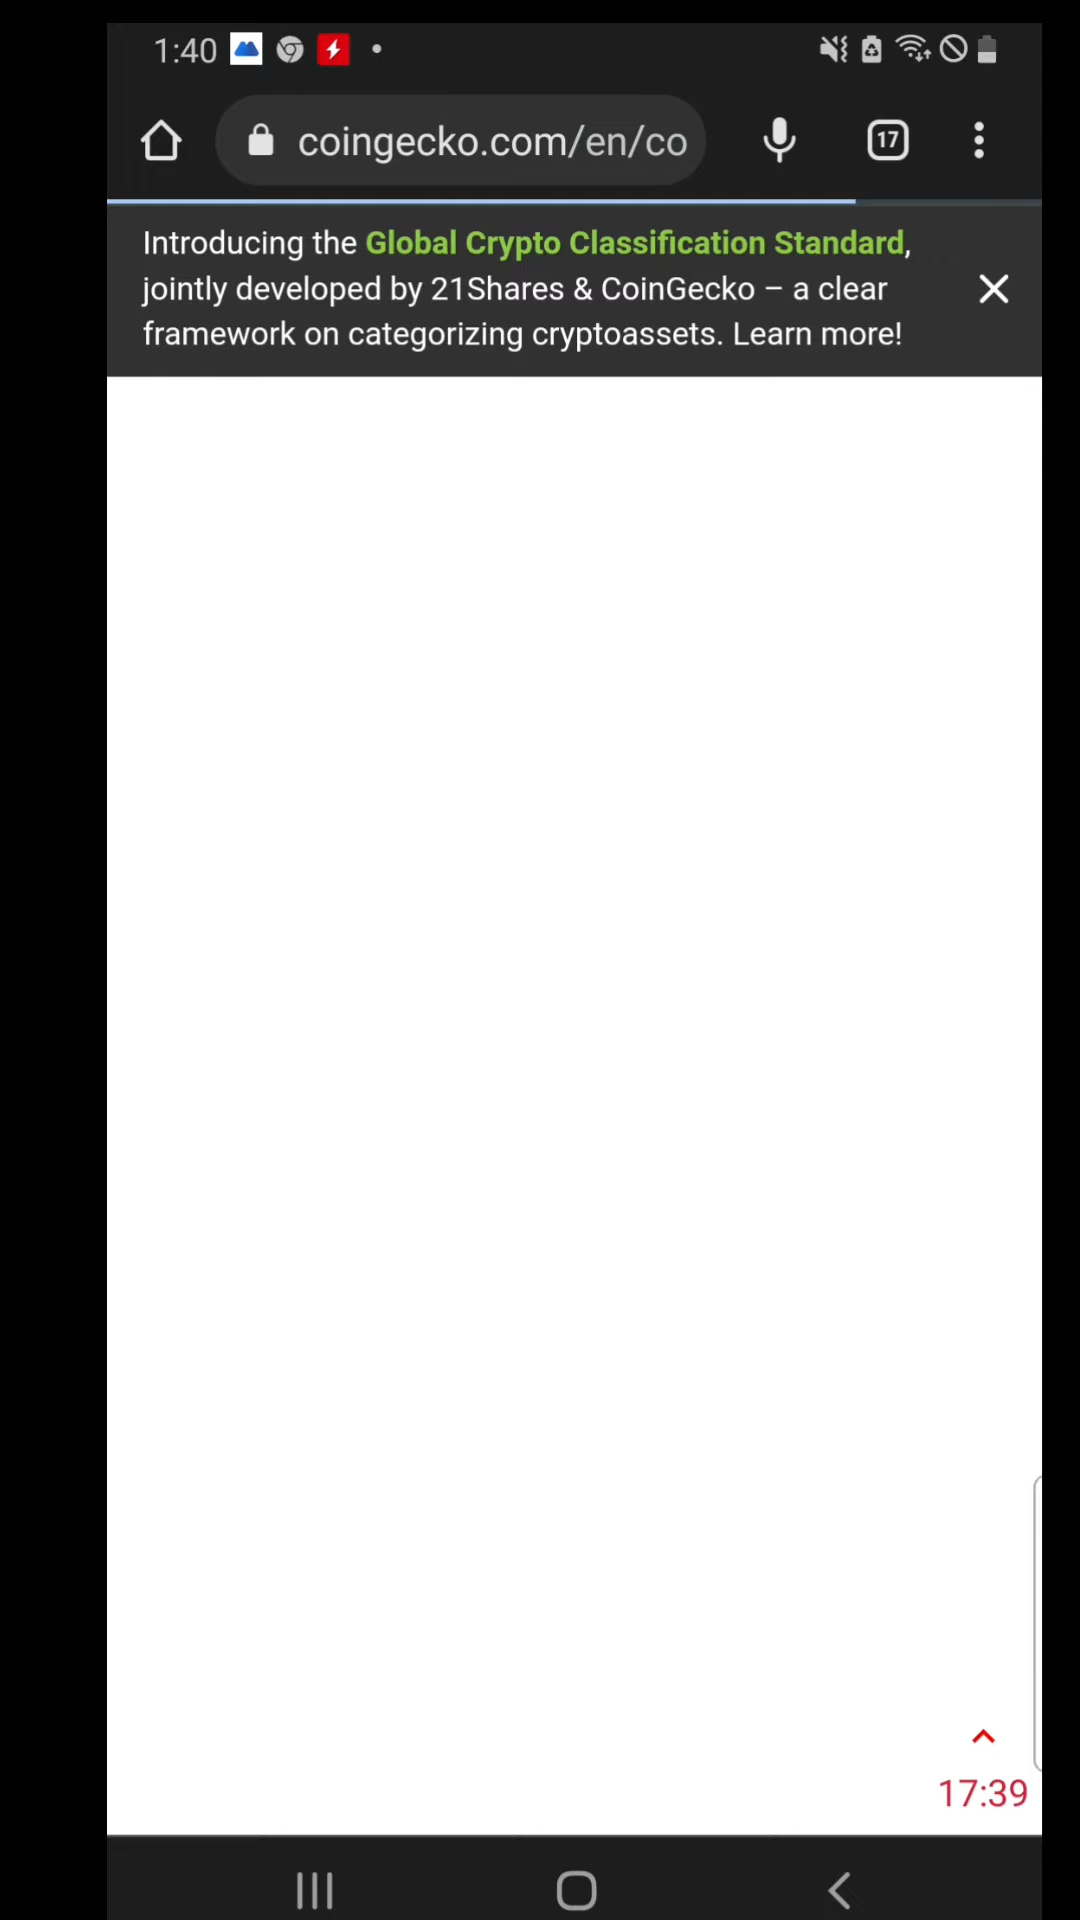 1:40
coingecko.com/en/co
17
Introducing the Global Crypto Classification Standard,
jointly developed by 21Shares & CoinGecko – a clear
framework on categorizing cryptoassets. Learn more!
17:39